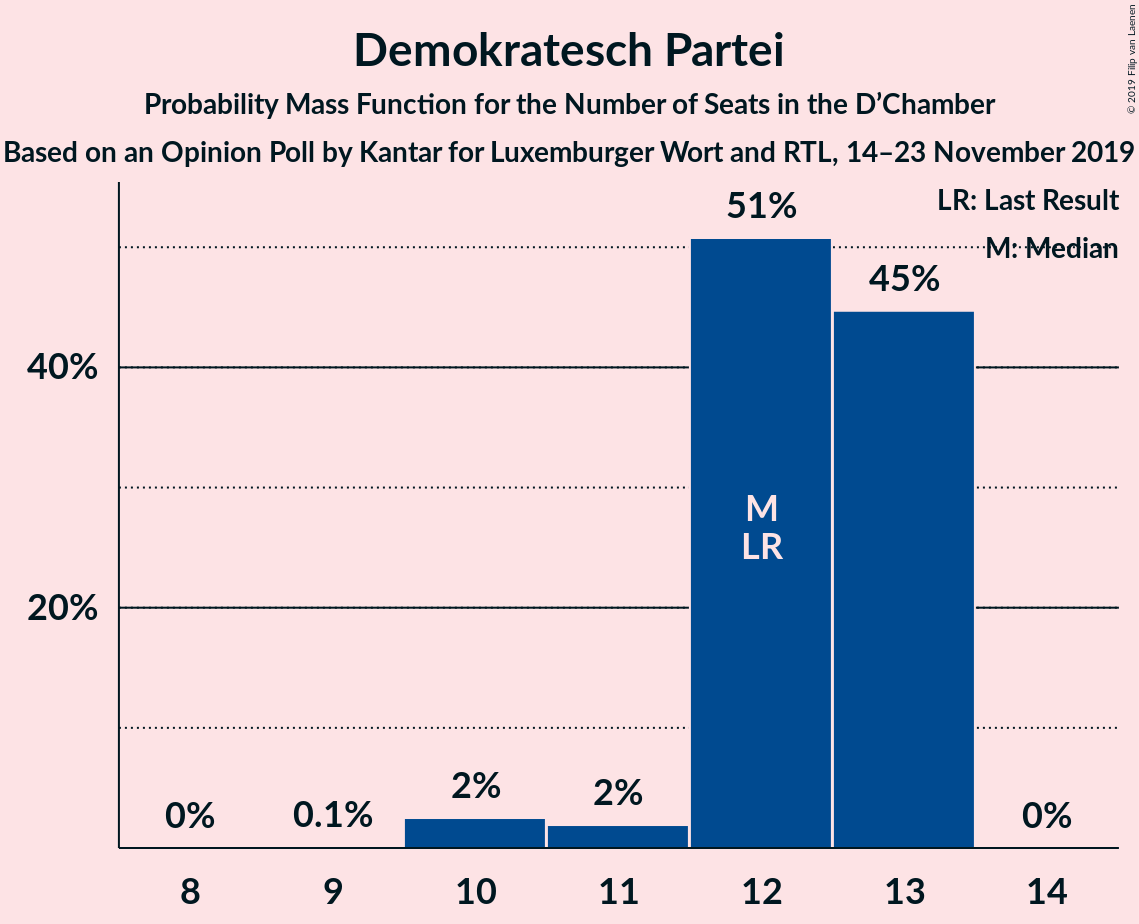 Demokratesch Partei
Probability Mass Function for the Number of Seats in the D’Chamber
Based on an Opinion Poll by Kantar for Luxemburger Wort and RTL, 14–23 November 2019
© 2019 Filip van Laenen
LR: Last Result
M: Median
51%
45%
40%
M
LR
20%
2%
2%
0%
0.1%
0%
8
9
10
11
12
13
14